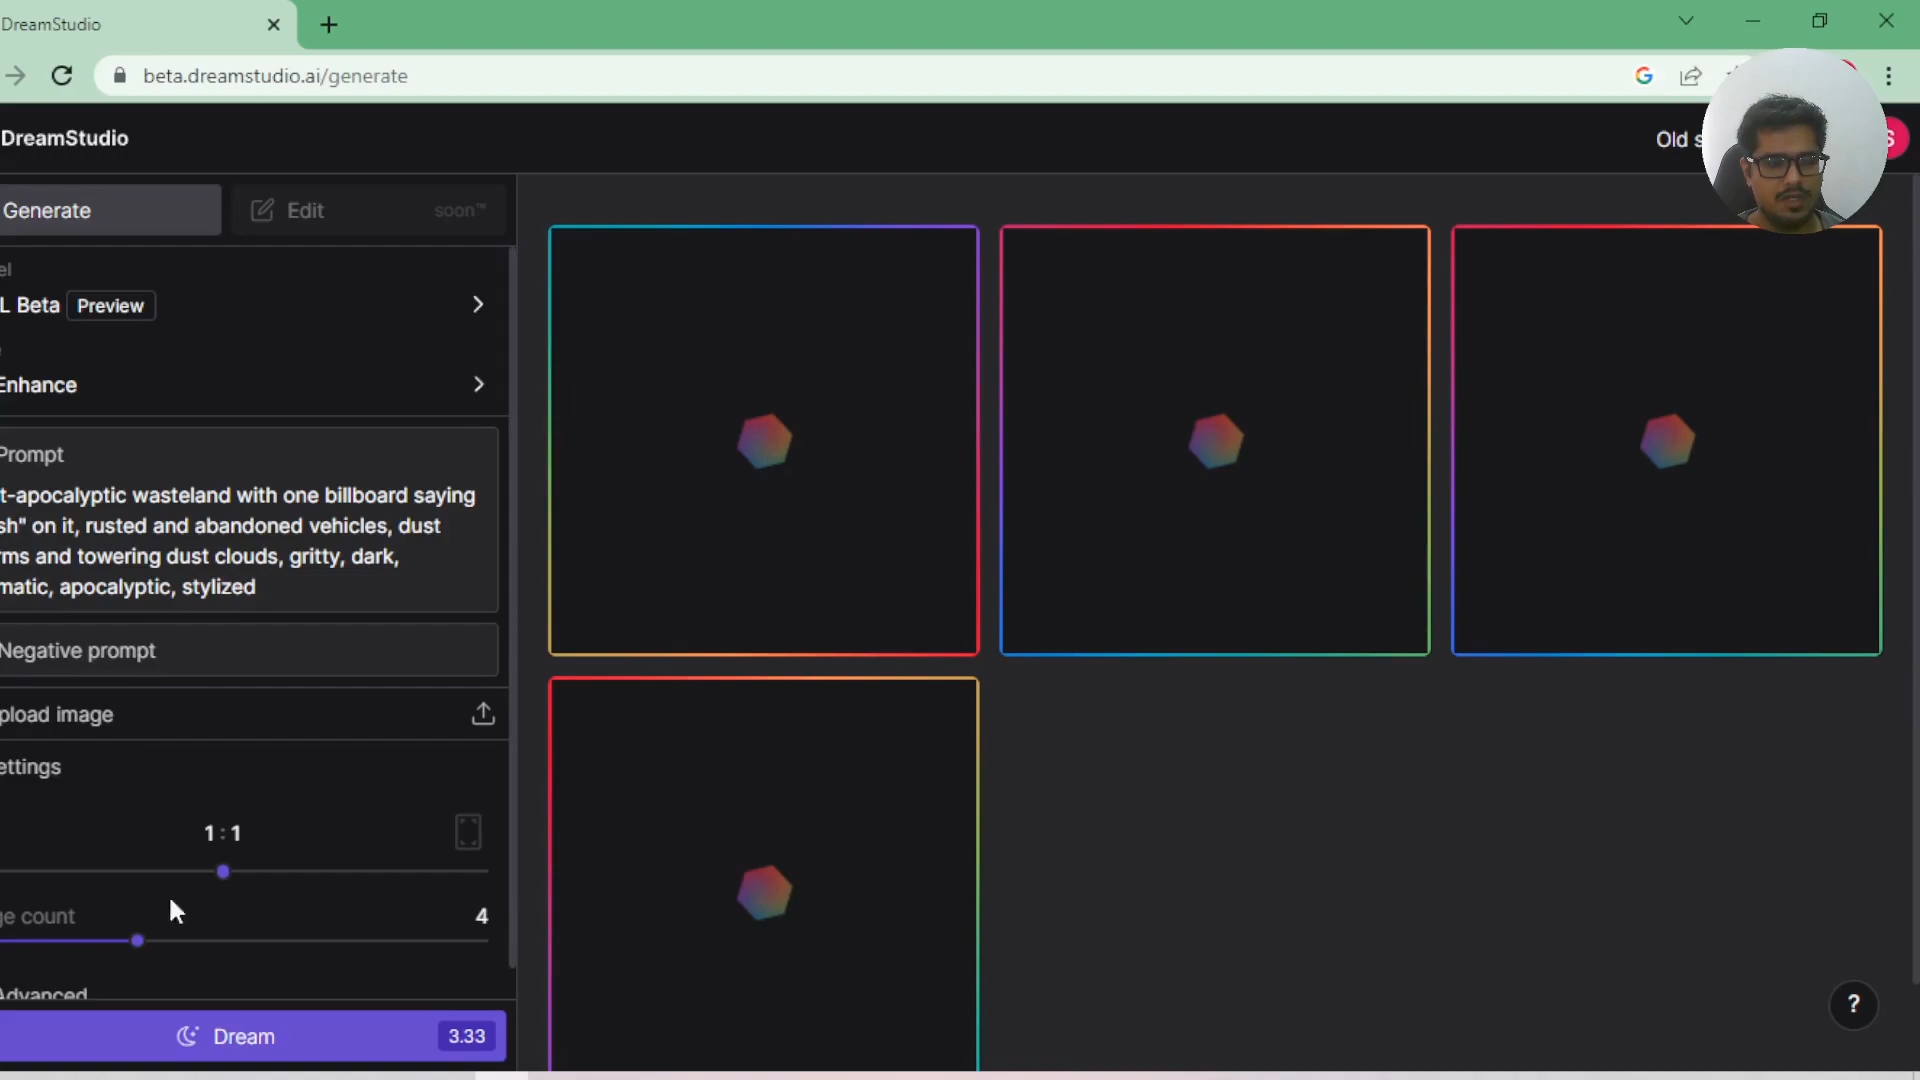 DreamStudio
beta.dreamstudio.ai/generate
DreamStudio
Old s
Generate
Edit
soon™
el
L Beta
Preview
Enhance
Prompt
t-apocalyptic wasteland with one billboard saying
sh" on it, rusted and abandoned vehicles, dust
rms and towering dust clouds, gritty, dark,
matic, apocalyptic, stylized
Negative prompt
pload image
ettings
1:1
ge count
4
Advanced
Dream
3.33
?